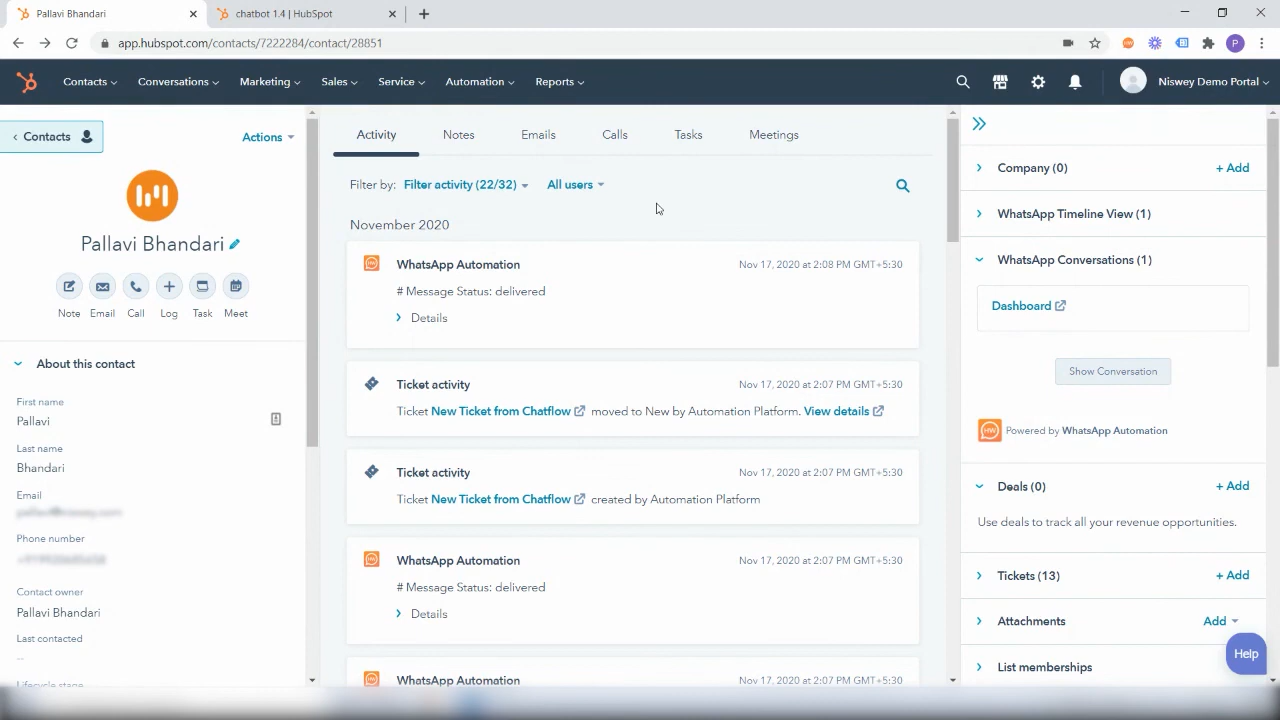 Pallavi Bhandari
chatbot 1.4 | HubSpot
app.hubspot.com/contacts/7222284/contact/28851
P
Contacts Conversations Marketing Sales Service Automation Reports
Niswey Demo Portal
Contacts
Actions
Pallavi Bhandari
Note Email Call Log Task Meet
About this contact
First name
Pallavi
Last name
Bhandari
Email
Phone number
Contact owner
Pallavi Bhandari
Last contacted
--
Lifecycle stage
Activity Notes Emails Calls Tasks Meetings
Filter by: Filter activity (22/32) All users
November 2020
WhatsApp Automation Nov 17, 2020 at 2:08 PM GMT+5:30
# Message Status: delivered
Details
Ticket activity Nov 17, 2020 at 2:07 PM GMT+5:30
Ticket New Ticket from Chatflow moved to New by Automation Platform. View details
Ticket activity Nov 17, 2020 at 2:07 PM GMT+5:30
Ticket New Ticket from Chatflow created by Automation Platform
WhatsApp Automation Nov 17, 2020 at 2:07 PM GMT+5:30
# Message Status: delivered
Details
WhatsApp Automation Nov 17, 2020 at 2:07 PM GMT+5:30
Company (0) + Add
WhatsApp Timeline View (1)
WhatsApp Conversations (1)
Dashboard
Show Conversation
HW Powered by WhatsApp Automation
Deals (0) + Add
Use deals to track all your revenue opportunities.
Tickets (13) + Add
Attachments Add
List memberships
Help